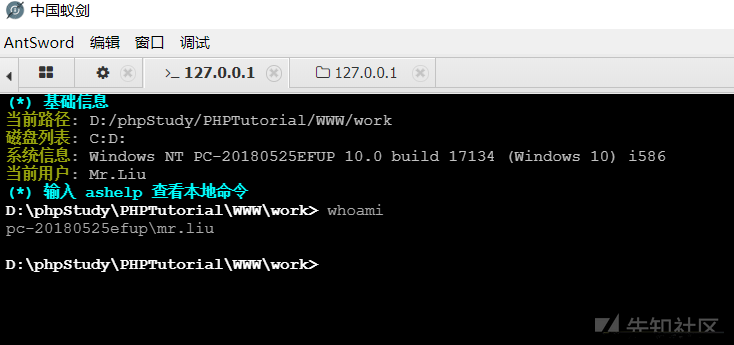 中国蚁剑
AntSword 编辑 窗口 调试
>_ 127.0.0.1 127.0.0.1
(*) 基础信息
当前路径: D:/phpStudy/PHPTutorial/WWW/work
磁盘列表: C:D:
系统信息: Windows NT PC-20180525EFUP 10.0 build 17134 (Windows 10) i586
当前用户: Mr.Liu
(*) 输入 ashelp 查看本地命令
D:\phpStudy\PHPTutorial\WWW\work> whoami
pc-20180525efup\mr.liu
D:\phpStudy\PHPTutorial\WWW\work>
先知社区